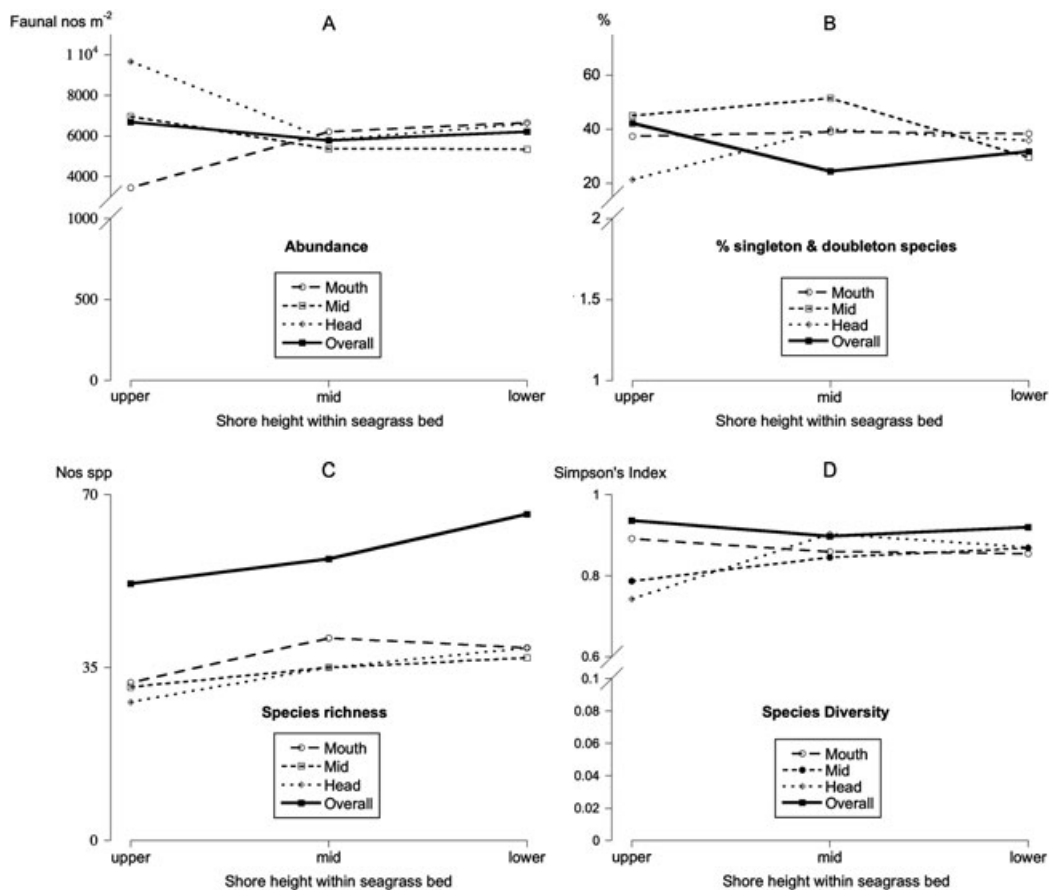 Faunal nos m⁻²
A
1 10⁴
8000
6000
4000
1000
500
0
Abundance
Mouth
Mid
Head
Overall
upper
mid
lower
Shore height within seagrass bed
%
B
60
40
20
2
1.5
1
% singleton & doubleton species
Mouth
Mid
Head
Overall
upper
mid
lower
Shore height within seagrass bed
Nos spp
C
70
35
0
Species richness
Mouth
Mid
Head
Overall
upper
mid
lower
Shore height within seagrass bed
Simpson's Index
D
1
0.8
0.6
0.1
0.08
0.06
0.04
0.02
0
Species Diversity
Mouth
Mid
Head
Overall
upper
mid
lower
Shore height within seagrass bed